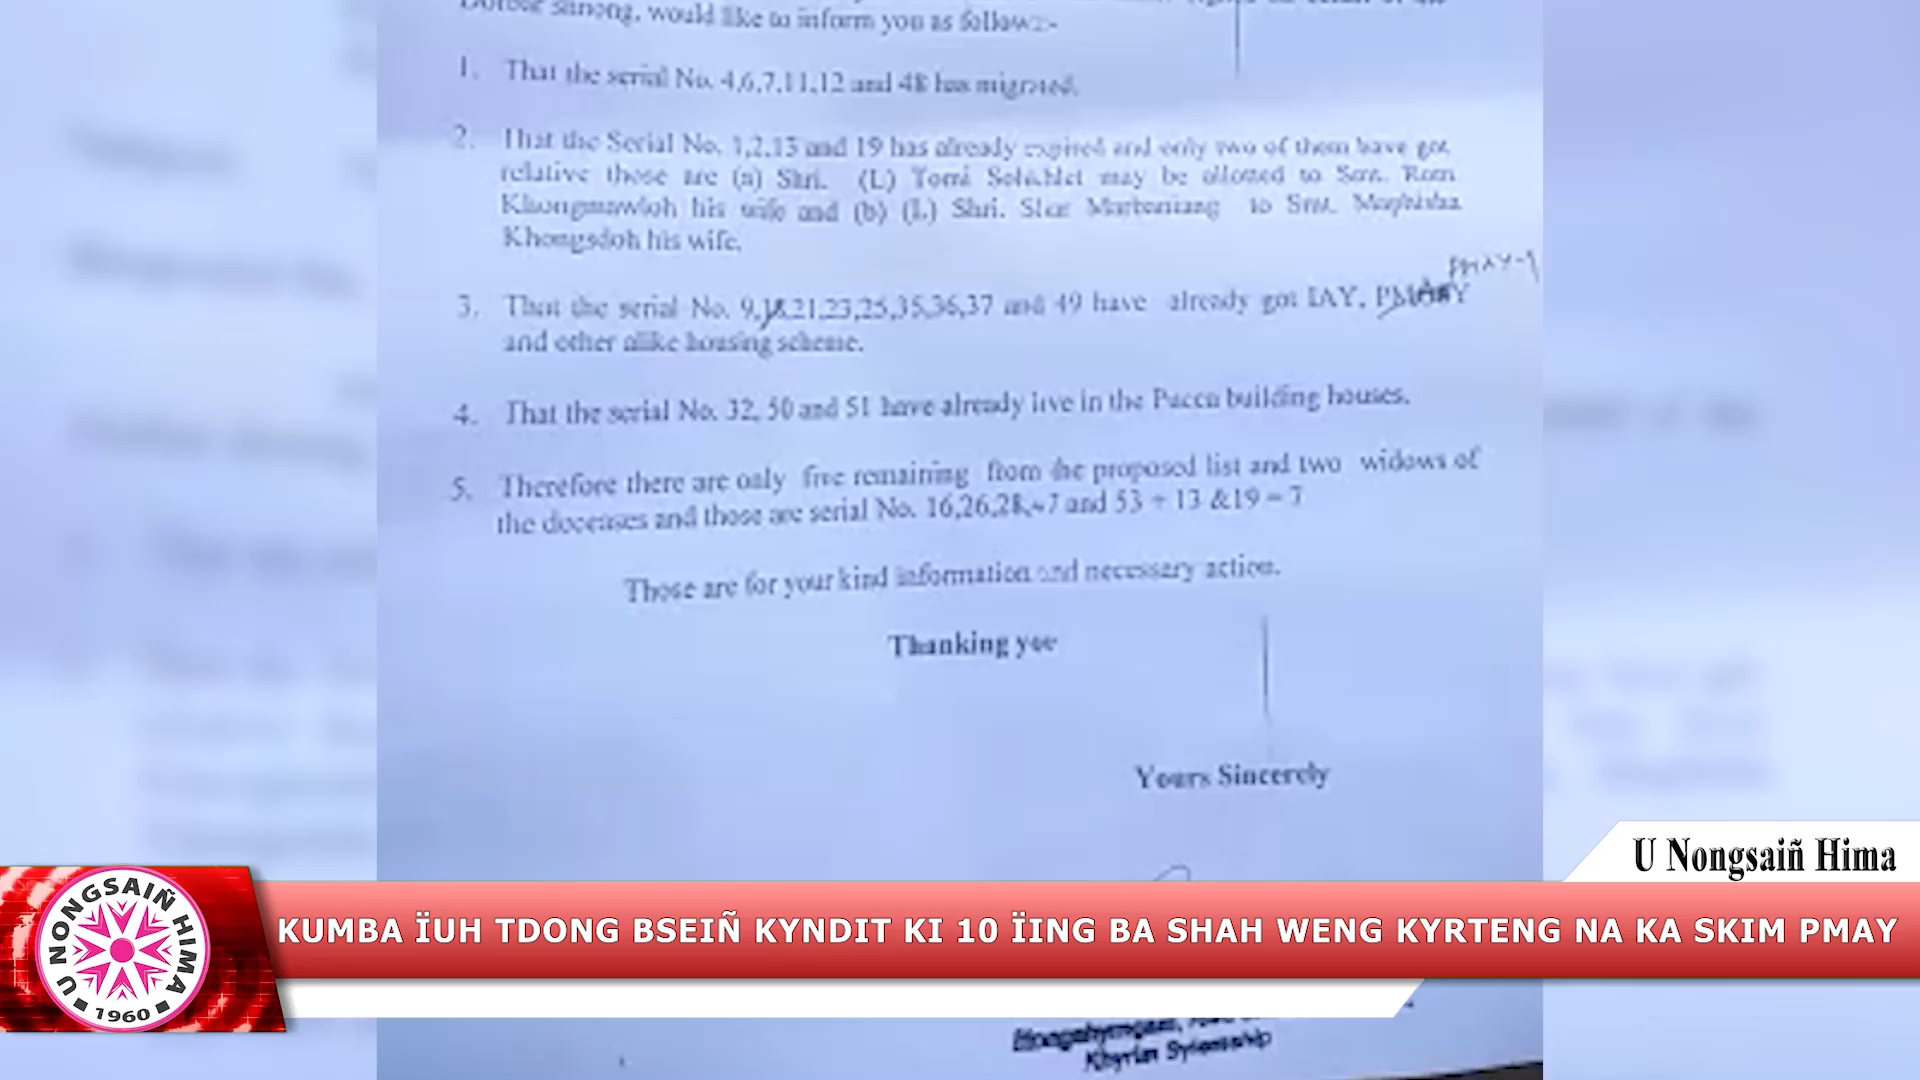 would like to inform you as follows:-
1. That the serial No. 4,6,7,11,12 and 48 has migrated.
2. That the Serial No. 1,2,13 and 19 has already expired and only two of them have got
relative those are (a) Shri. (L) Tomi may be allotted to Smt. Rom
Khongmawloh his wife and (b) (L) Shri. Star Marbaniang to Smt.
Khongsdoh his wife.
PMAY-
3. That the serial No. 9,18,21,23,25,35,36,37 and 49 have already got IAY,
and other alike housing scheme.
4. That the serial No. 32, 50 and 51 have already live in the Pucca building houses.
5. Therefore there are only five remaining from the proposed list and two widows of
the deceases and those are serial No. 16,26,28,47 and 53 + 13 &19 = 7
Those are for your kind information and necessary action.
Thanking you
Yours Sincerely
U Nongsaiñ Hima
KUMBA ÏUH TDONG BSEIÑ KYNDIT KI 10 ÏING BA SHAH WENG KYRTENG NA KA SKIM PMAY
U NONGSAIÑ HIMA
1960
Khyrim Syiemship